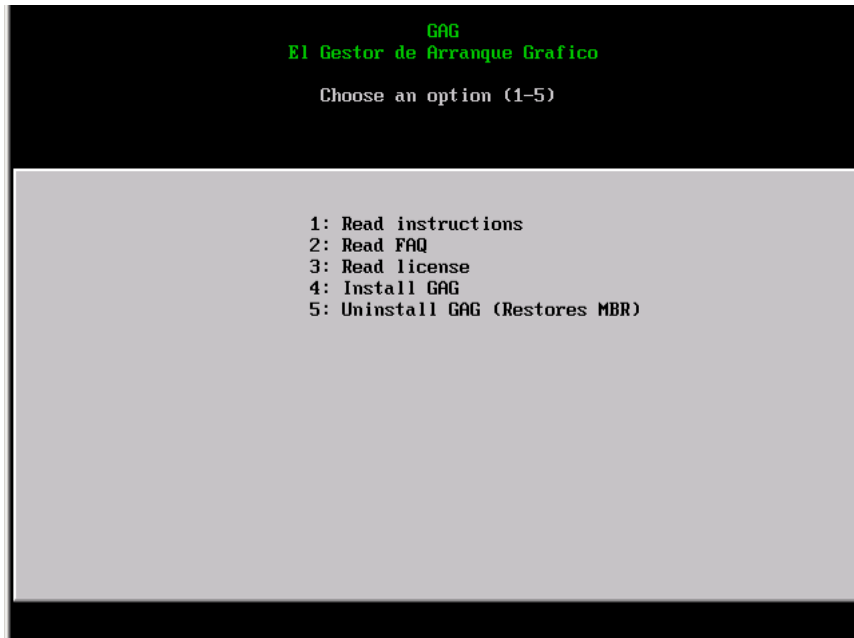 GAG
El Gestor de Arranque Grafico
Choose an option (1-5)
1: Read instructions
2: Read FAQ
3: Read license
4: Install GAG
5: Uninstall GAG (Restores MBR)